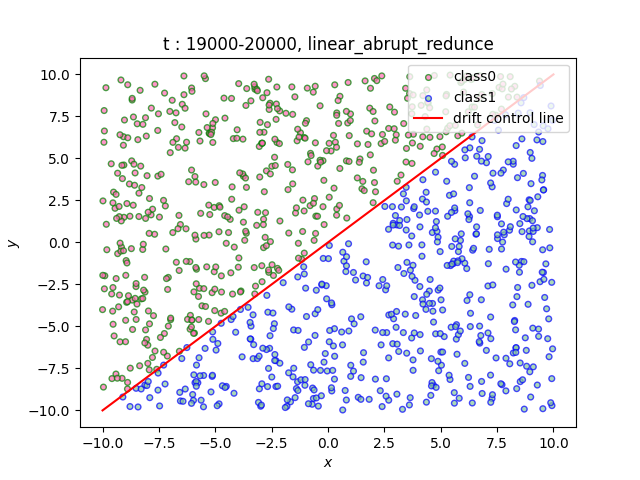 t : 19000-20000, linear_abrupt_redunce
class0
class1
drift control line
10.0
7.5
5.0
2.5
0.0
−2.5
−5.0
−7.5
−10.0
y
−10.0 −7.5 −5.0 −2.5 0.0 2.5 5.0 7.5 10.0
x